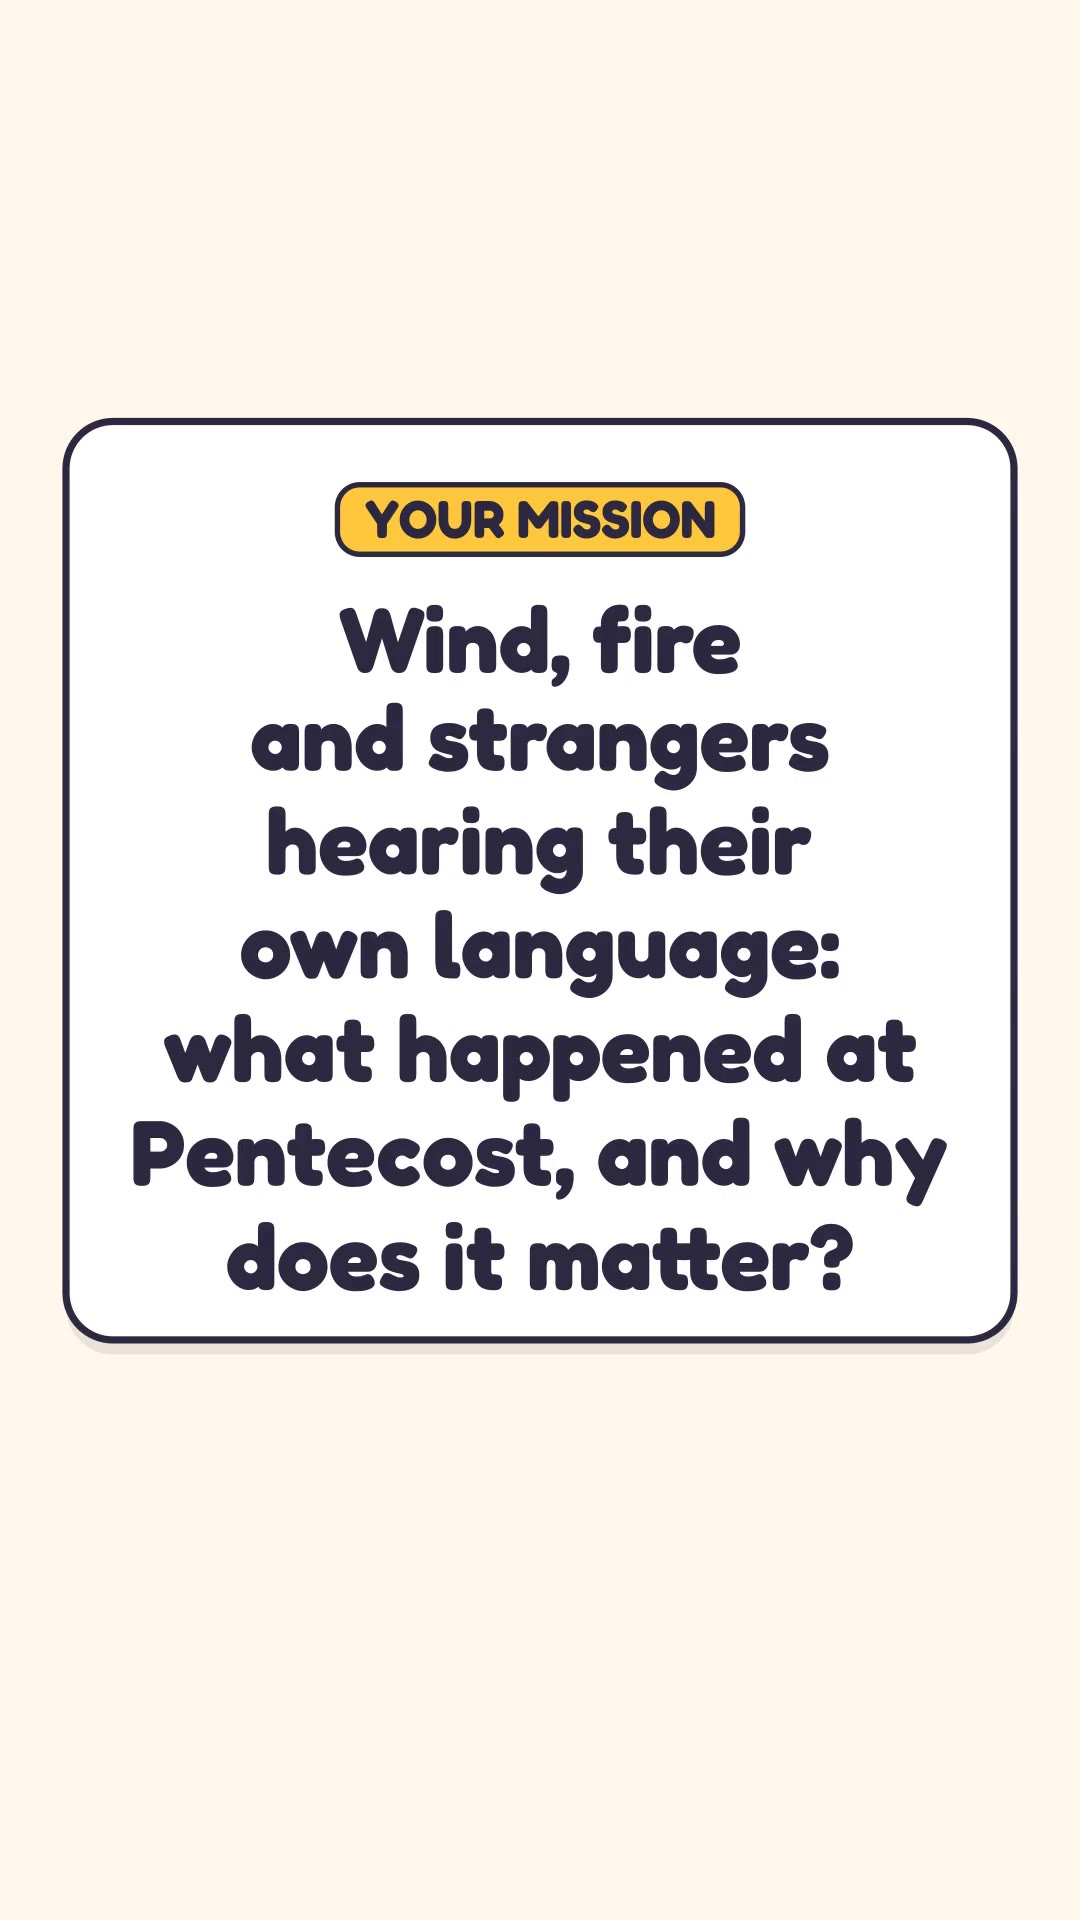 YOUR MISSION
Wind, fire
and strangers
hearing their
own language:
what happened at
Pentecost, and why
does it matter?